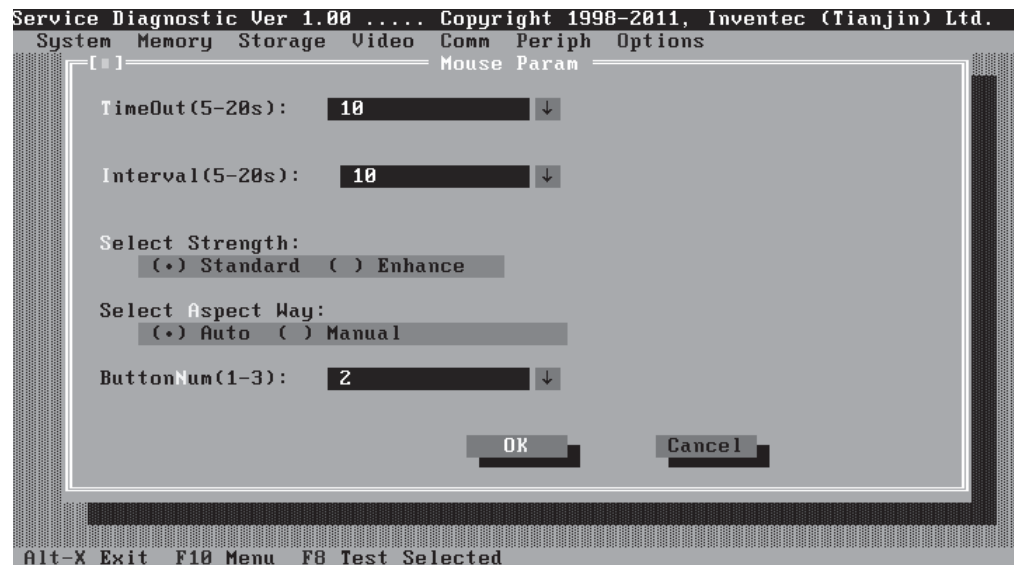 Service Diagnostic Ver 1.00 ..... Copyright 1998-2011, Inventec (Tianjin) Ltd.
System Memory Storage Video Comm Periph Options
[■] Mouse Param
TimeOut(5-20s): 10 ↓
Interval(5-20s): 10 ↓
Select Strength:
(•) Standard ( ) Enhance
Select Aspect Way:
(•) Auto ( ) Manual
ButtonNum(1-3): 2 ↓
OK Cancel
Alt-X Exit F10 Menu F8 Test Selected